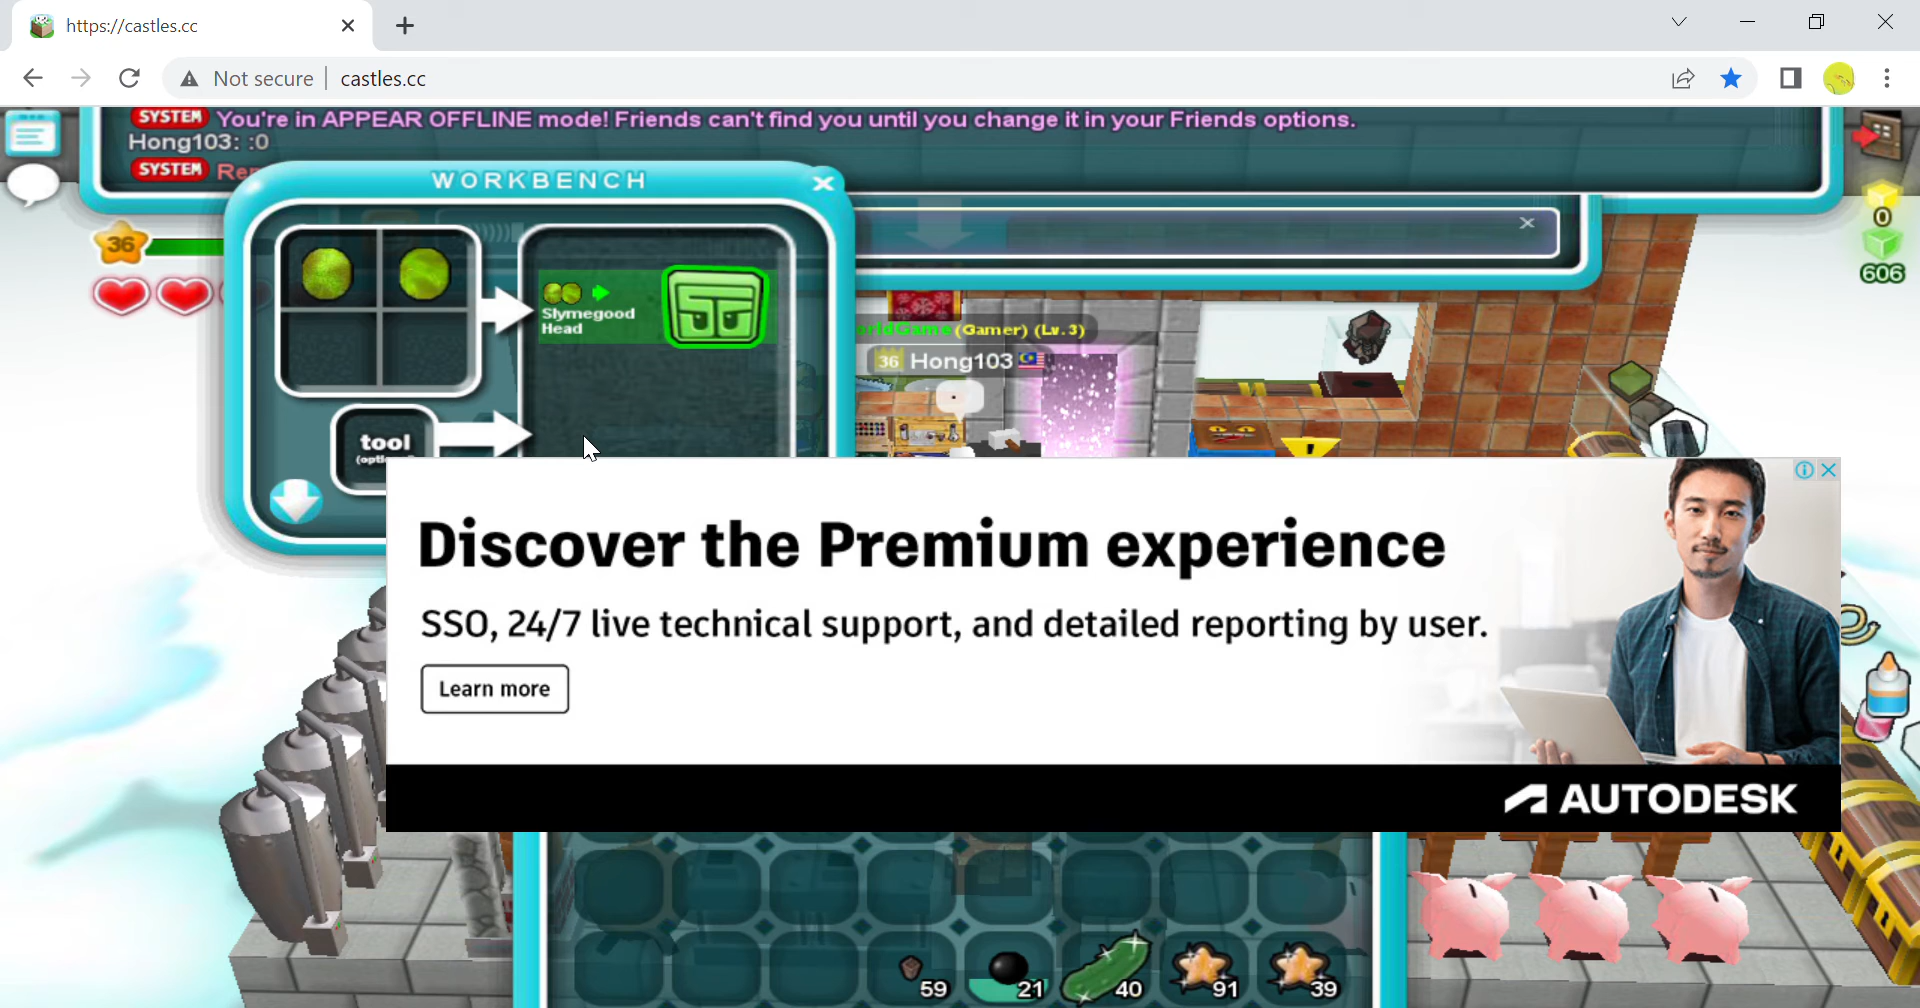 https://castles.cc
Not secure
castles.cc
SYSTEM You're in APPEAR OFFLINE mode! Friends can't find you until you change it in your Friends options.
Hong103: :0
SYSTEM
WORKBENCH
36
0
606
Slymegood
Head
(Gamer) (Lv.3)
36 Hong103
tool
Discover the Premium experience
SSO, 24/7 live technical support, and detailed reporting by user.
Learn more
AUTODESK
59
21
40
91
39